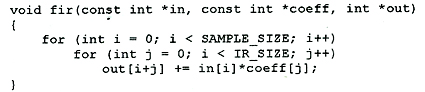 void fir(const int *in, const int *coeff, int *out)
{
    for (int i = 0; i < SAMPLE_SIZE; i++)
        for (int j = 0; j < IR_SIZE; j++)
            out[i+j] += in[i]*coeff[j];
}